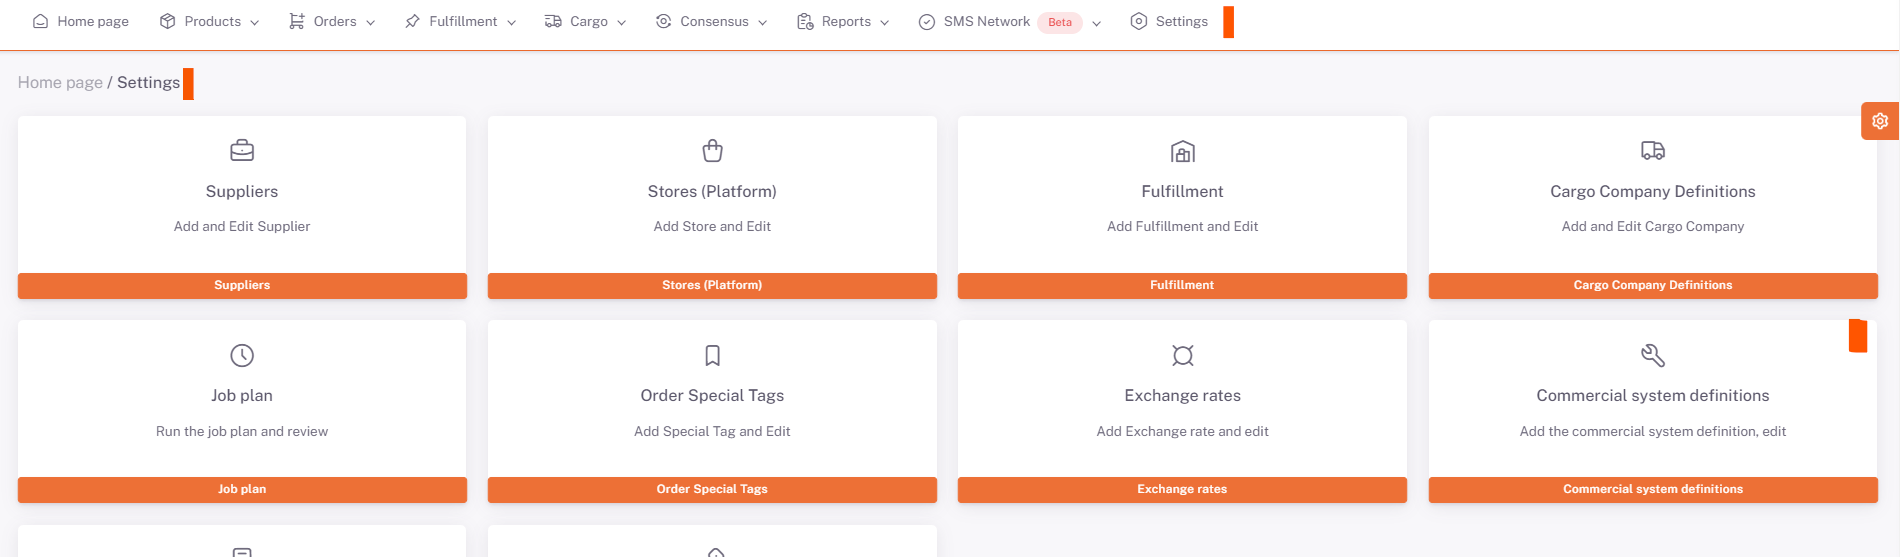 Home page Products Orders Fulfillment Cargo Consensus Reports SMS Network Beta Settings
Home page / Settings
Suppliers
Add and Edit Supplier
Suppliers
Stores (Platform)
Add Store and Edit
Stores (Platform)
Fulfillment
Add Fulfillment and Edit
Fulfillment
Cargo Company Definitions
Add and Edit Cargo Company
Cargo Company Definitions
Job plan
Run the job plan and review
Job plan
Order Special Tags
Add Special Tag and Edit
Order Special Tags
Exchange rates
Add Exchange rate and edit
Exchange rates
Commercial system definitions
Add the commercial system definition, edit
Commercial system definitions